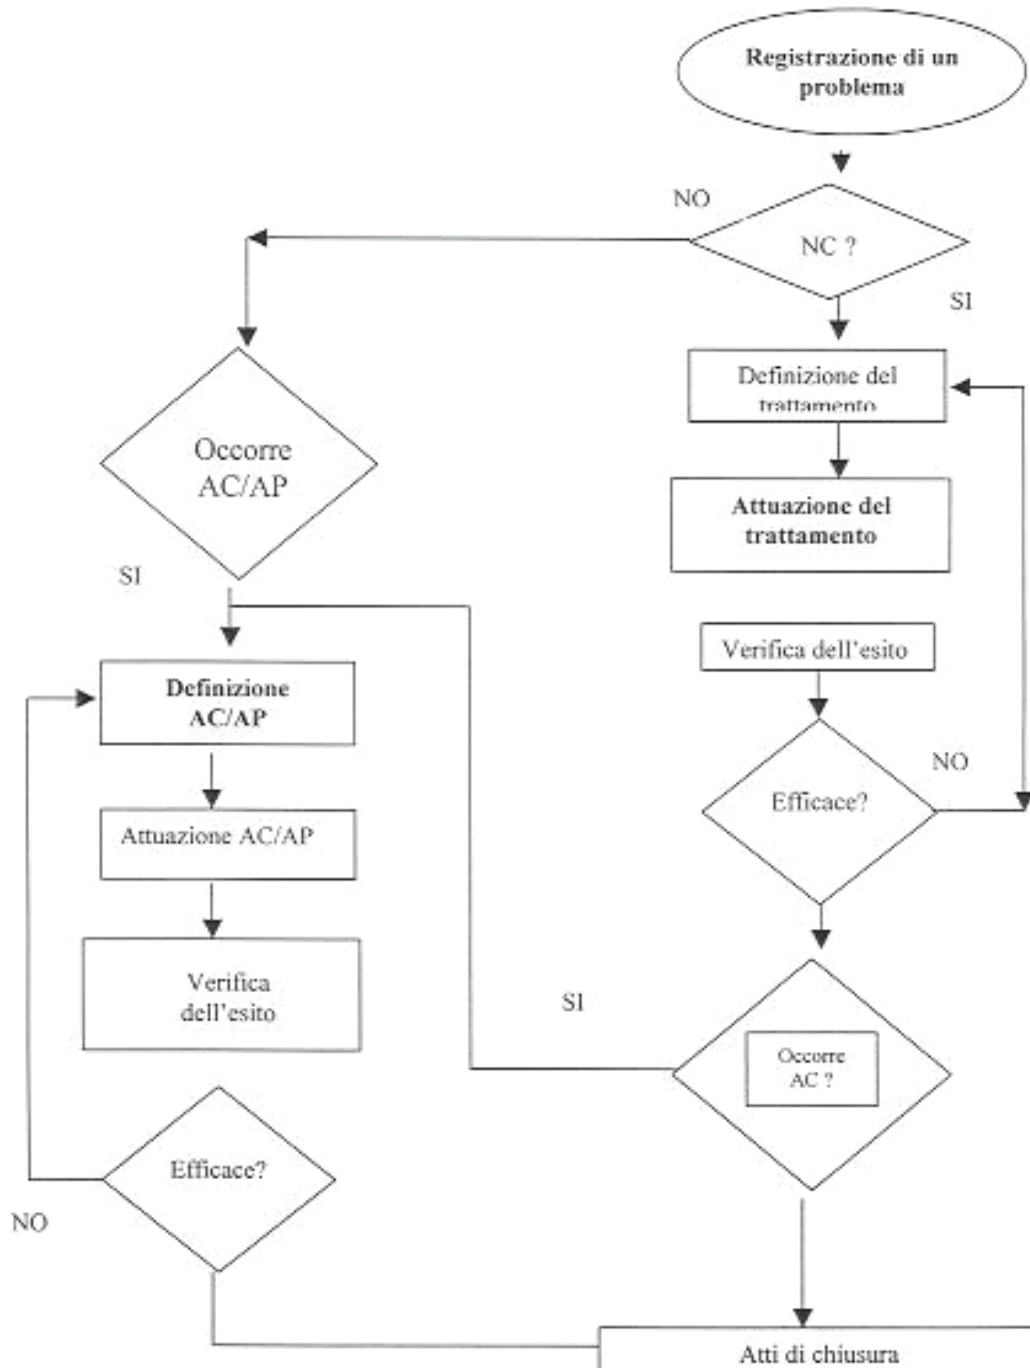 Registrazione di un
problema
NO
NC ?
SI
Definizione del
trattamento
Occorre
AC/AP
Attuazione del
trattamento
SI
Verifica dell'esito
Definizione
AC/AP
NO
Efficace?
Attuazione AC/AP
Verifica
dell'esito
SI
Occorre
AC ?
Efficace?
NO
Atti di chiusura